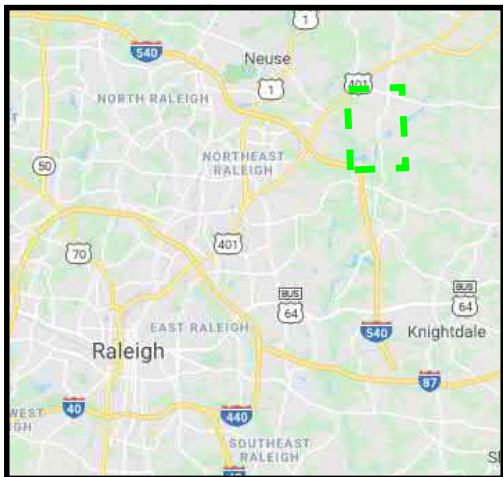 1
540
Neuse
1
401
NORTH RALEIGH
NORTHEAST
RALEIGH
50
401
70
BUS
64
BUS
64
EAST RALEIGH
540
Knightdale
Raleigh
87
40
WEST
440
SOUTHEAST
RALEIGH